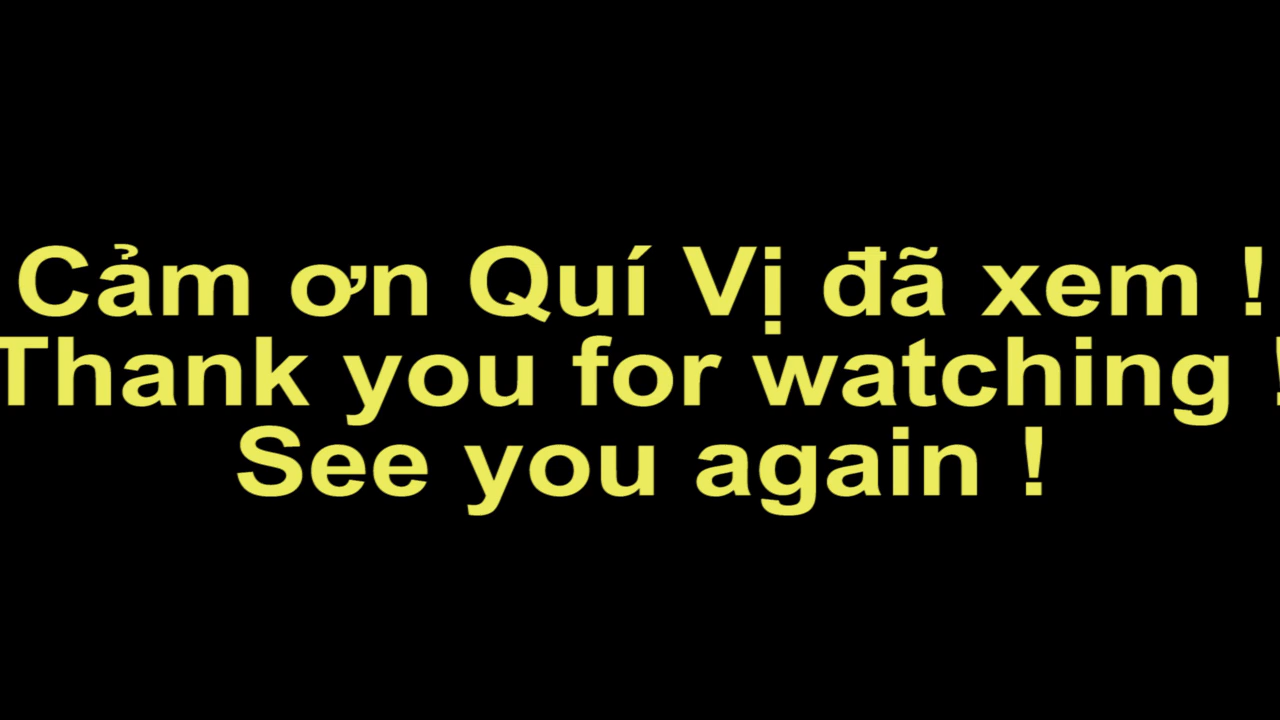 Cảm ơn Quí Vị đã xem !
Thank you for watching !
See you again !